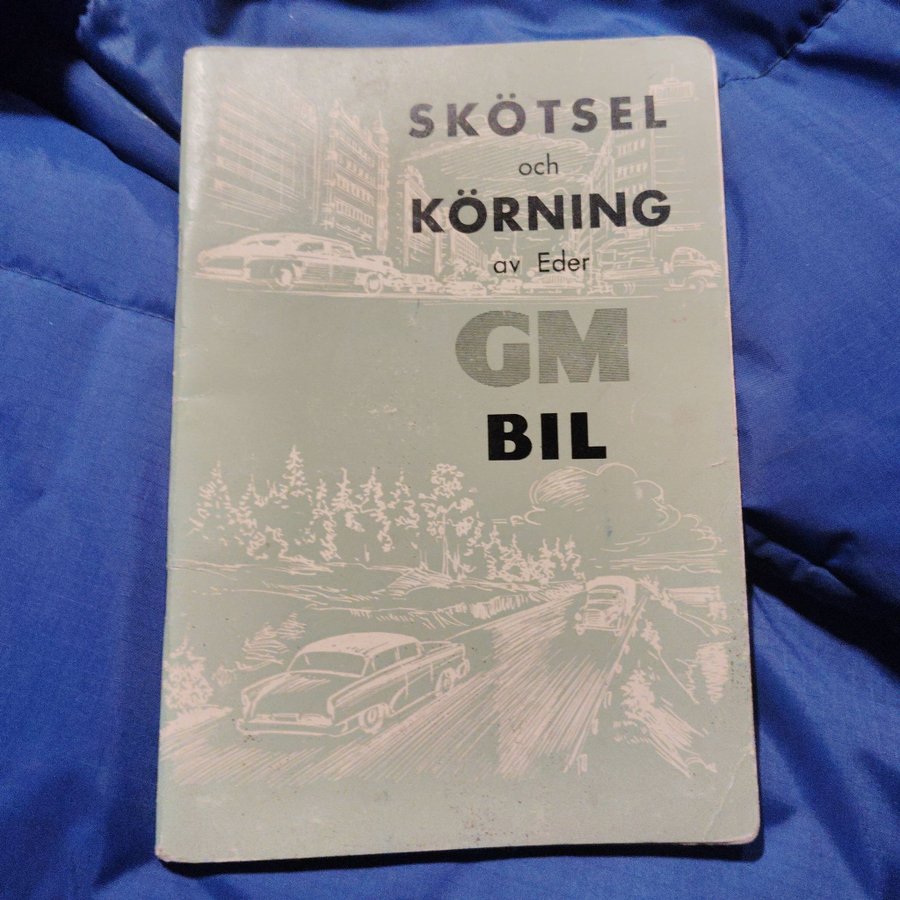 SKÖTSEL
och
KÖRNING
av Eder
GM
BIL